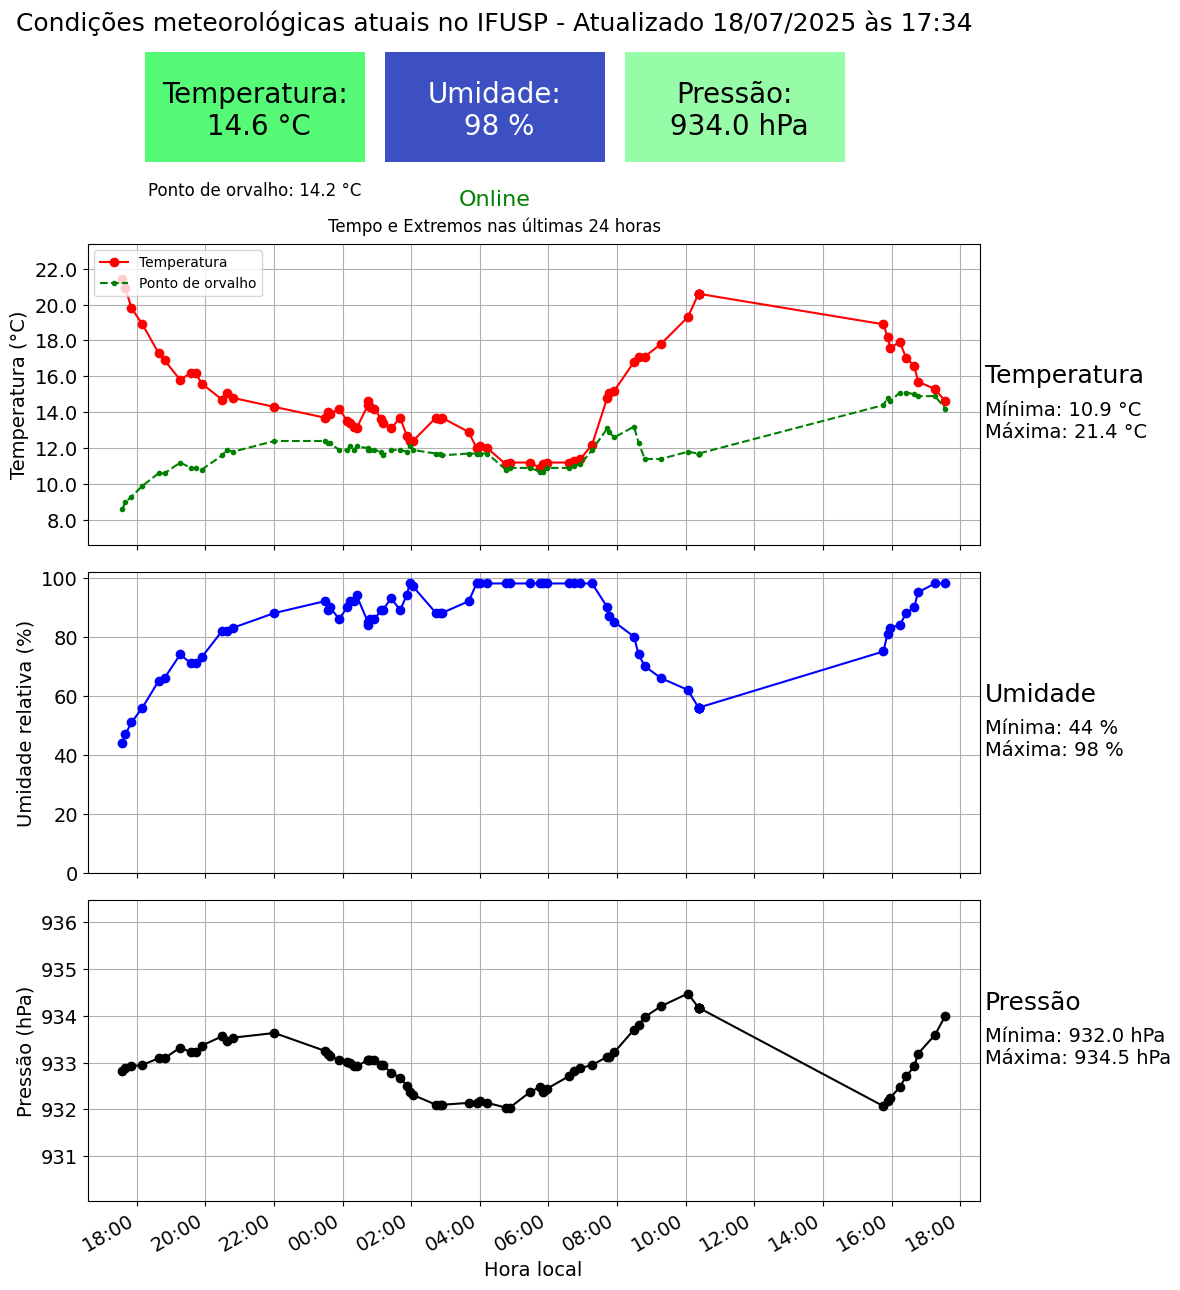 Condições meteorológicas atuais no IFUSP - Atualizado 18/07/2025 às 17:34
Temperatura:
14.6 °C
Umidade:
98 %
Pressão:
934.0 hPa
Ponto de orvalho: 14.2 °C
Online
Tempo e Extremos nas últimas 24 horas
Temperatura
Ponto de orvalho
Temperatura (°C)
22.0
20.0
18.0
16.0
14.0
12.0
10.0
8.0
Temperatura
Mínima: 10.9 °C
Máxima: 21.4 °C
Umidade relativa (%)
100
80
60
40
20
0
Umidade
Mínima: 44 %
Máxima: 98 %
Pressão (hPa)
936
935
934
933
932
931
Pressão
Mínima: 932.0 hPa
Máxima: 934.5 hPa
18:00 20:00 22:00 00:00 02:00 04:00 06:00 08:00 10:00 12:00 14:00 16:00 18:00
Hora local